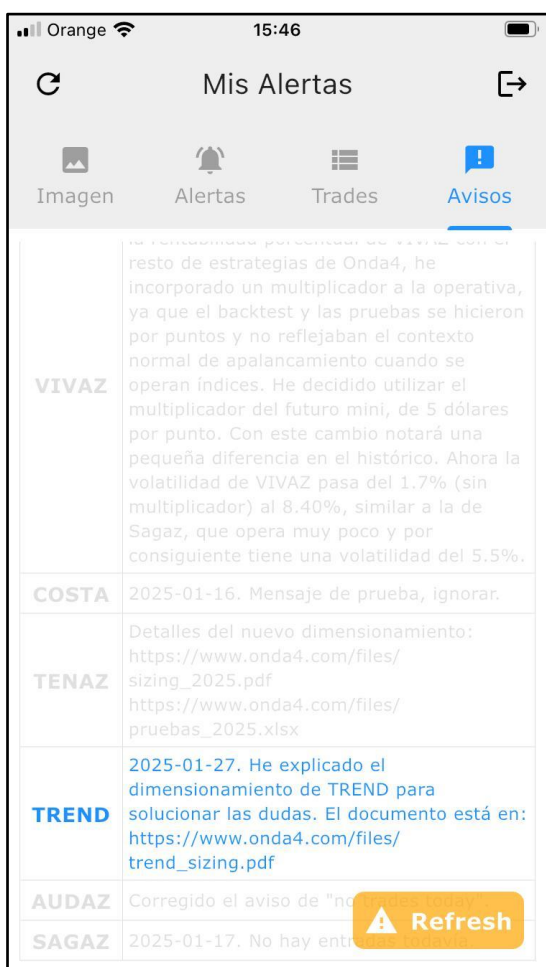 Orange
15:46
Mis Alertas
Imagen
Alertas
Trades
Avisos
la rentabilidad porcentual de VIVAZ con el
resto de estrategias de Onda4, he
incorporado un multiplicador a la operativa,
ya que el backtest y las pruebas se hicieron
por puntos y no reflejaban el contexto
normal de apalancamiento cuando se
VIVAZ
operan índices. He decidido utilizar el
multiplicador del futuro mini, de 5 dólares
por punto. Con este cambio notará una
pequeña diferencia en el histórico. Ahora la
volatilidad de VIVAZ pasa del 1.7% (sin
multiplicador) al 8.40%, similar a la de
Sagaz, que opera muy poco y por
consiguiente tiene una volatilidad del 5.5%.
COSTA 2025-01-16. Mensaje de prueba, ignorar.
Detalles del nuevo dimensionamiento:
https://www.onda4.com/files/
TENAZ
sizing_2025.pdf
https://www.onda4.com/files/
pruebas_2025.xlsx
2025-01-27. He explicado el
dimensionamiento de TREND para
TREND
solucionar las dudas. El documento está en:
https://www.onda4.com/files/
trend_sizing.pdf
AUDAZ Corregido el aviso de "no trades today".
Refresh
SAGAZ 2025-01-17. No hay entradas todavía.